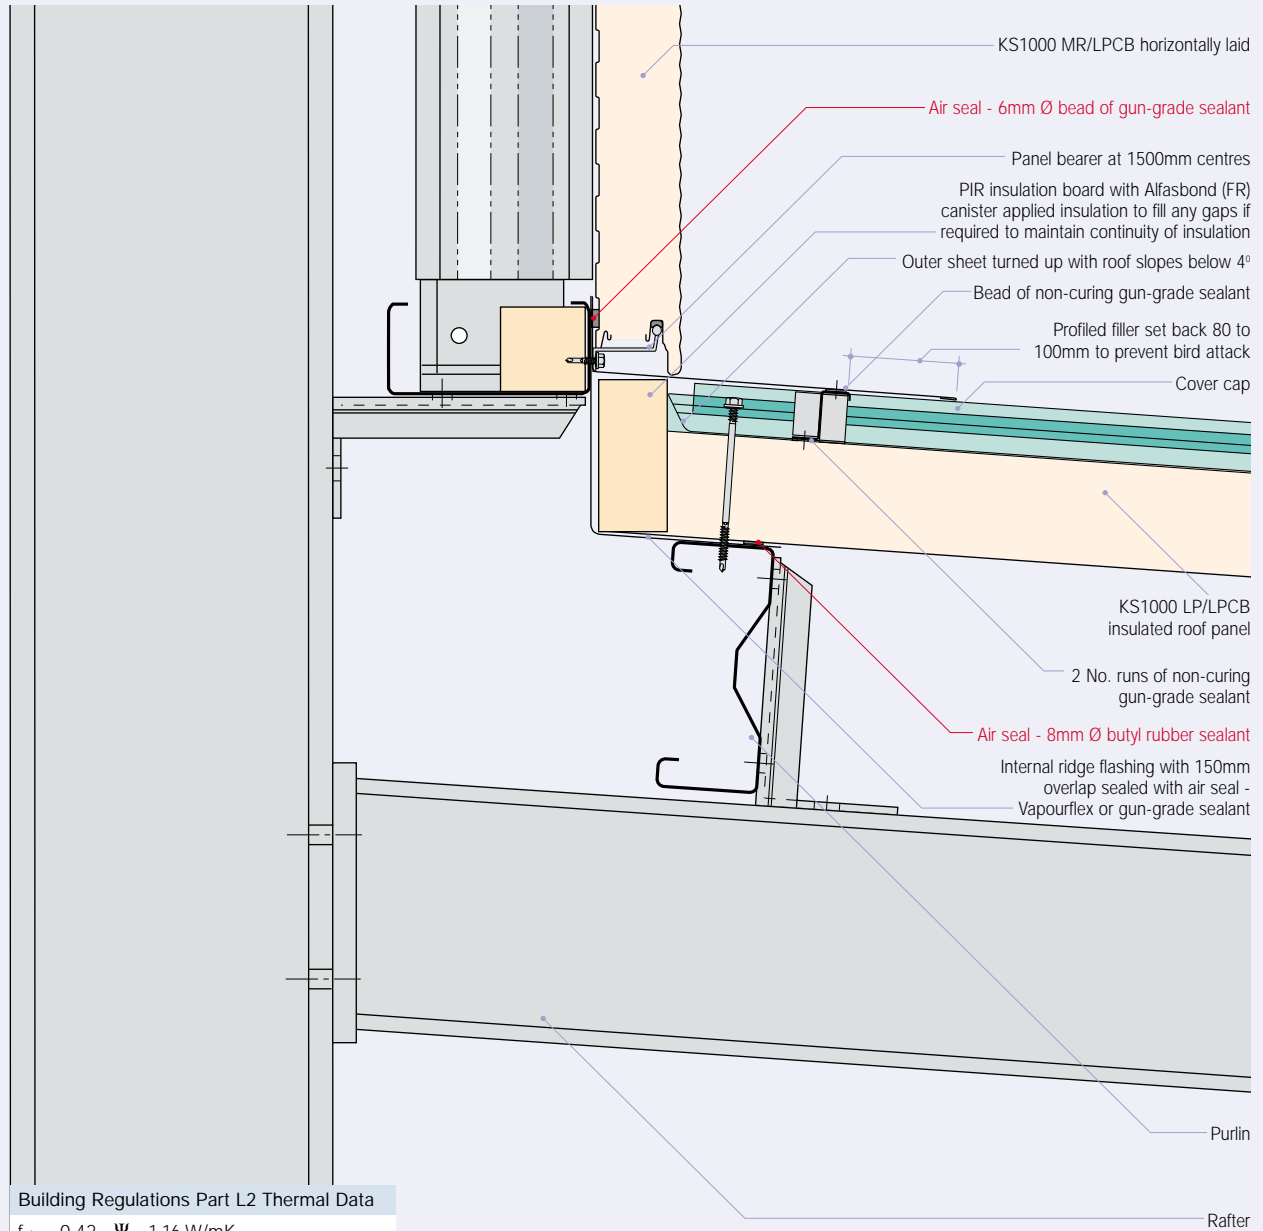 KS1000 MR/LPCB horizontally laid
Air seal - 6mm Ø bead of gun-grade sealant
Panel bearer at 1500mm centres
PIR insulation board with Alfasbond (FR)
canister applied insulation to fill any gaps if
required to maintain continuity of insulation
Outer sheet turned up with roof slopes below 4º
Bead of non-curing gun-grade sealant
Profiled filler set back 80 to
100mm to prevent bird attack
Cover cap
KS1000 LP/LPCB
insulated roof panel
2 No. runs of non-curing
gun-grade sealant
Air seal - 8mm Ø butyl rubber sealant
Internal ridge flashing with 150mm
overlap sealed with air seal -
Vapourflex or gun-grade sealant
Purlin
Rafter
Building Regulations Part L2 Thermal Data
0.42 Ψ 1.16 W/mK